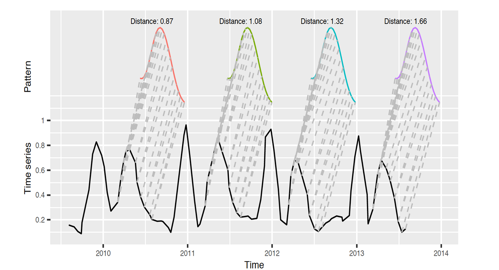 Distance: 0.87 Distance: 1.08 Distance: 1.32 Distance: 1.66
Pattern
Time series
1
0.8
0.6
0.4
0.2
2010 2011 2012 2013 2014
Time